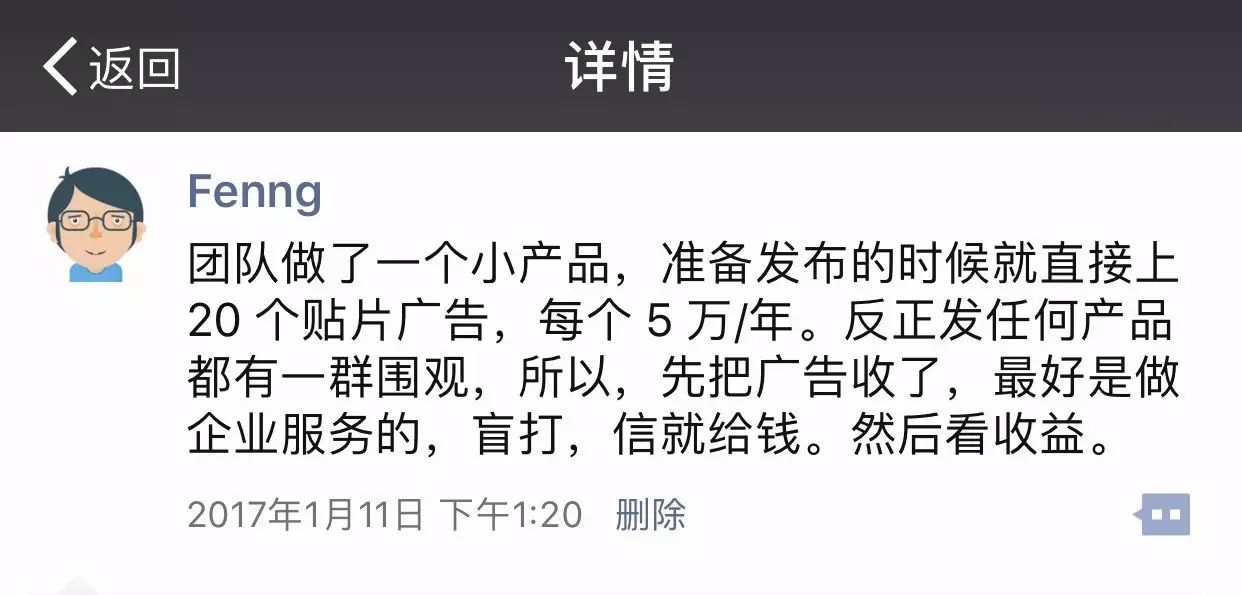 返回
详情
Fenng
团队做了一个小产品，准备发布的时候就直接上
20 个贴片广告，每个 5 万/年。反正发任何产品
都有一群围观，所以，先把广告收了，最好是做
企业服务的，盲打，信就给钱。然后看收益。
2017年1月11日 下午1:20 删除